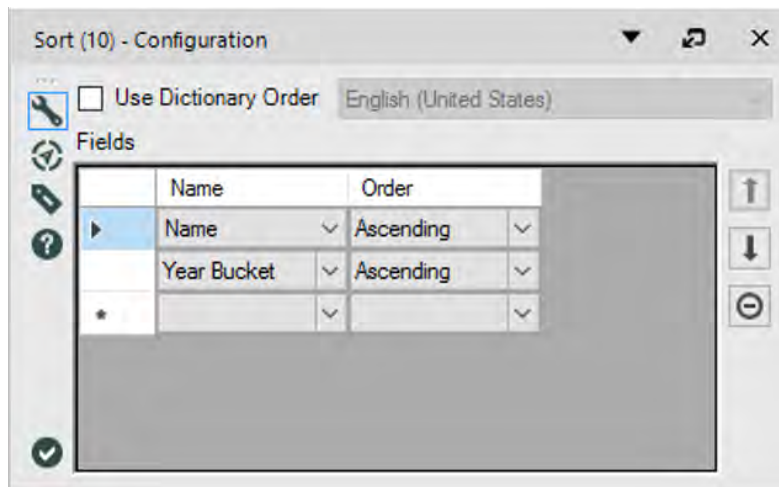 Sort (10) - Configuration
Use Dictionary Order English (United States)
Fields
Name Order
Name Ascending
Year Bucket Ascending
*